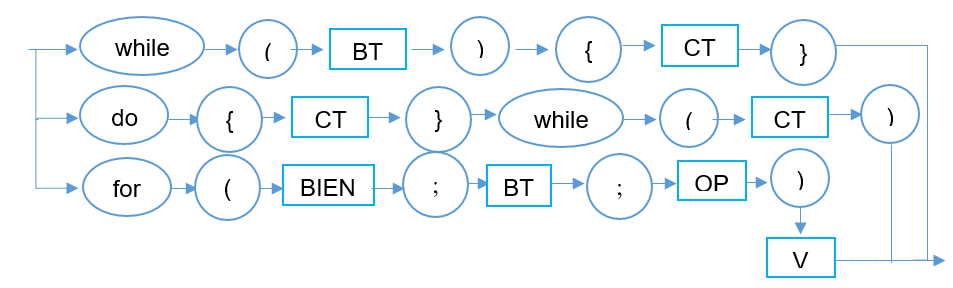 while ( BT ) { CT }
do { CT } while ( CT )
for ( BIEN ; BT ; OP )
V